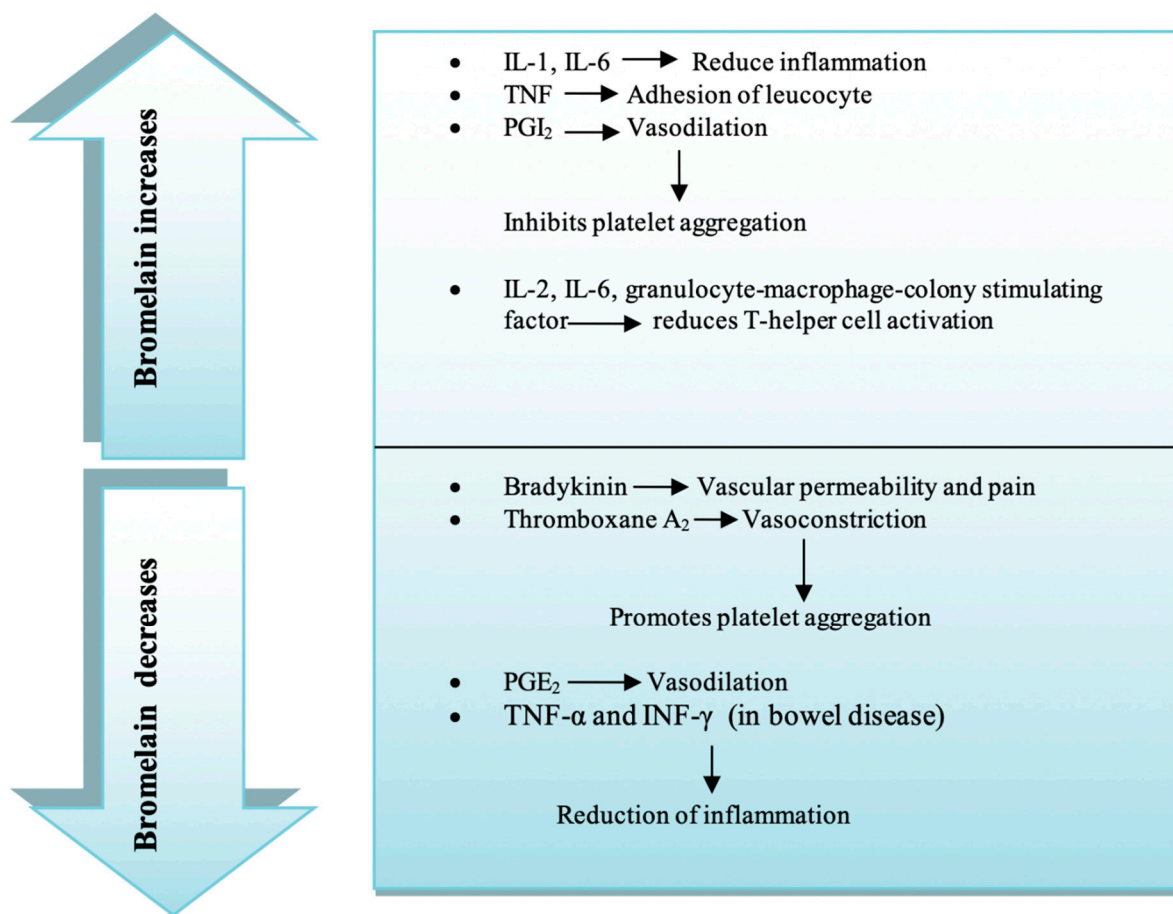 Bromelain increases
• IL-1, IL-6 → Reduce inflammation
• TNF → Adhesion of leucocyte
• PGI₂ → Vasodilation
↓
Inhibits platelet aggregation
• IL-2, IL-6, granulocyte-macrophage-colony stimulating
factor → reduces T-helper cell activation
Bromelain decreases
• Bradykinin → Vascular permeability and pain
• Thromboxane A₂ → Vasoconstriction
↓
Promotes platelet aggregation
• PGE₂ → Vasodilation
• TNF-α and INF-γ (in bowel disease)
↓
Reduction of inflammation